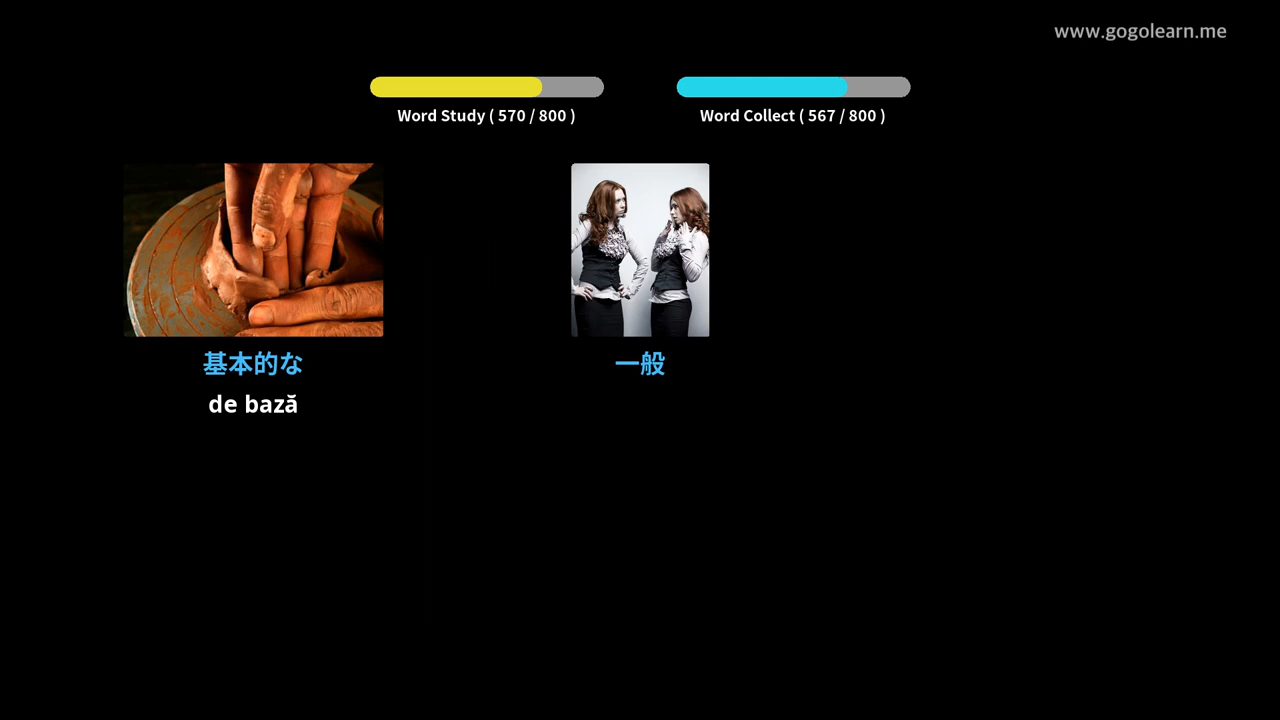 www.gogolearn.me
Word Study ( 570 / 800 )
Word Collect ( 567 / 800 )
基本的な
de bază
一般